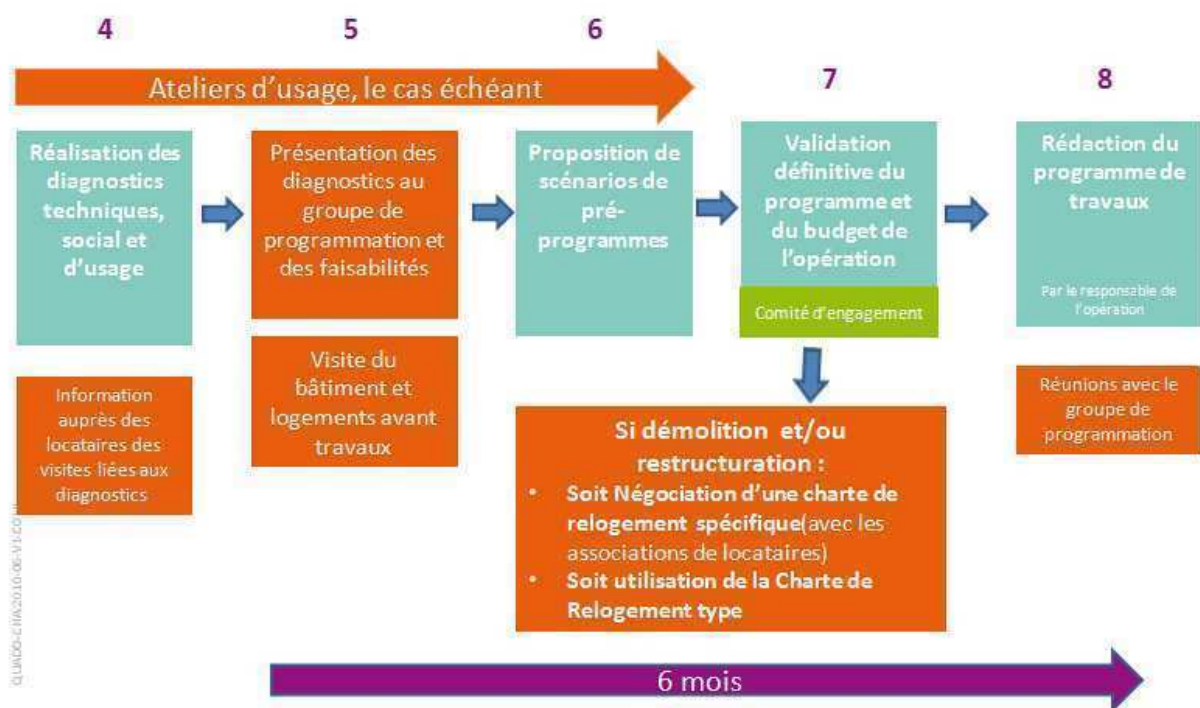 4
5
6
7
8
Ateliers d'usage, le cas échéant
Réalisation des
diagnostics
techniques,
social et
d'usage
Présentation des
diagnostics au
groupe de
programmation et
des faisabilités
Proposition de
scénarios de
pré-
programmes
Validation
définitive du
programme et
du budget de
l'opération
Comité d'engagement
Rédaction du
programme de
travaux
Par le responsable de
l'opération
Information
auprès des
locataires des
visites liées aux
diagnostics
Visite du
bâtiment et
logements avant
travaux
Si démolition et/ou
restructuration :
• Soit Négociation d'une charte de
relogement spécifique(avec les
associations de locataires)
• Soit utilisation de la Charte de
Relogement type
Réunions avec le
groupe de
programmation
6 mois